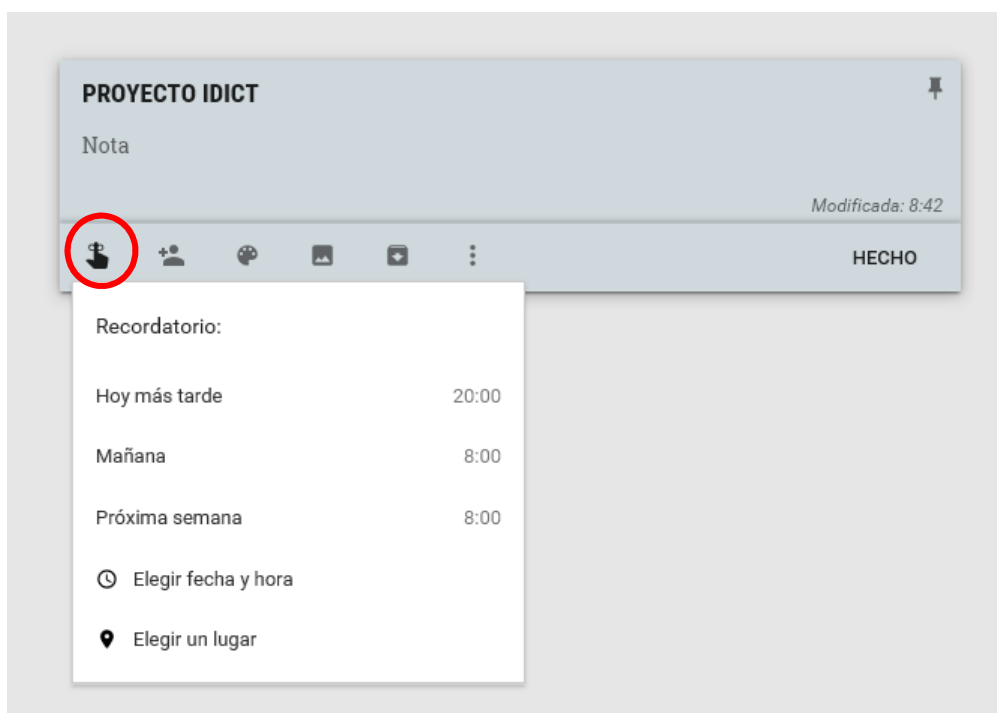 PROYECTO IDICT
Nota
Modificada: 8:42
HECHO
Recordatorio:
Hoy más tarde 20:00
Mañana 8:00
Próxima semana 8:00
Elegir fecha y hora
Elegir un lugar